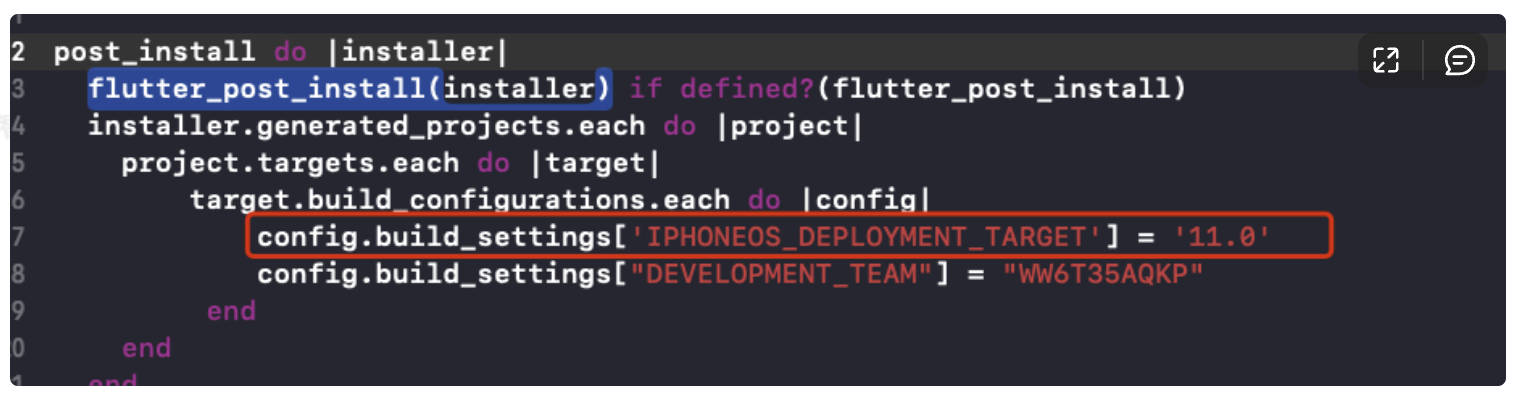 2 post_install do |installer|
3 flutter_post_install(installer) if defined?(flutter_post_install)
4 installer.generated_projects.each do |project|
5 project.targets.each do |target|
6 target.build_configurations.each do |config|
7 config.build_settings['IPHONEOS_DEPLOYMENT_TARGET'] = '11.0'
8 config.build_settings["DEVELOPMENT_TEAM"] = "WW6T35AQKP"
9 end
0 end
1 end